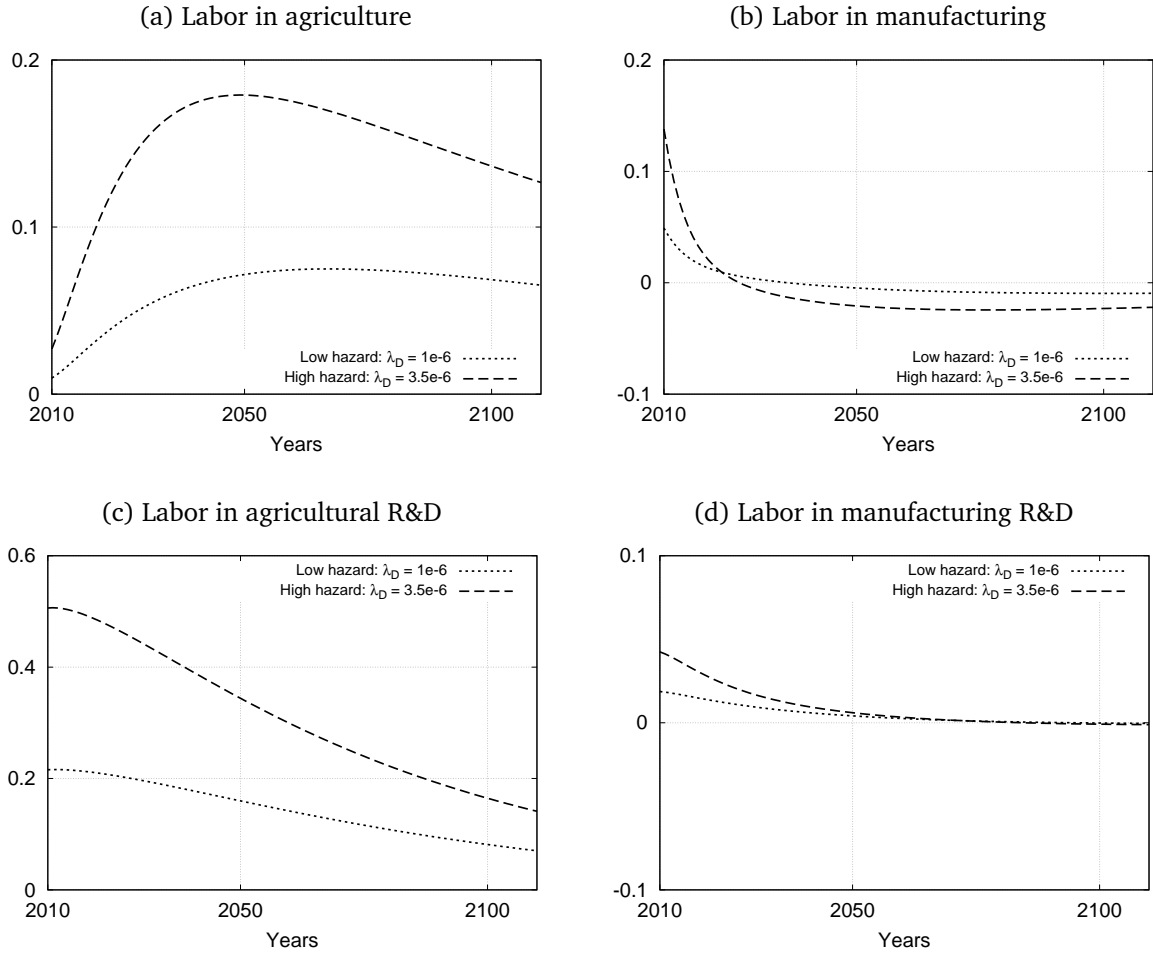 (a) Labor in agriculture
0.2
0.1
0
Low hazard: λD = 1e-6
High hazard: λD = 3.5e-6
2010 2050 2100
Years
(b) Labor in manufacturing
0.2
0.1
0
-0.1
Low hazard: λD = 1e-6
High hazard: λD = 3.5e-6
2010 2050 2100
Years
(c) Labor in agricultural R&D
0.6
0.4
0.2
0
Low hazard: λD = 1e-6
High hazard: λD = 3.5e-6
2010 2050 2100
Years
(d) Labor in manufacturing R&D
0.1
0
-0.1
Low hazard: λD = 1e-6
High hazard: λD = 3.5e-6
2010 2050 2100
Years